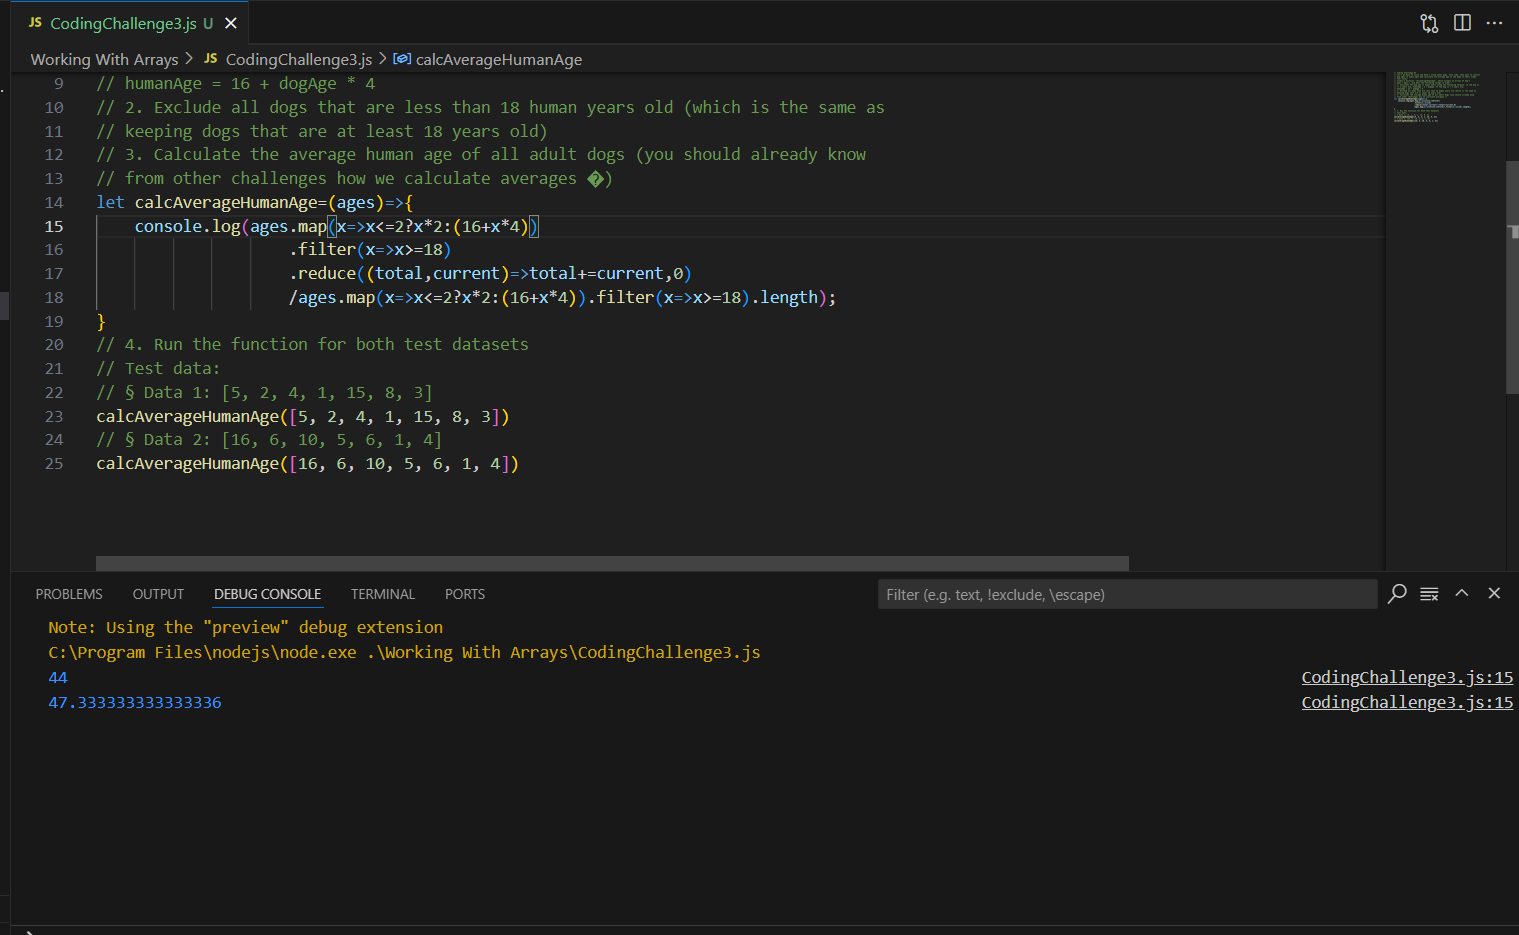 JS CodingChallenge3.js U
Working With Arrays > JS CodingChallenge3.js > calcAverageHumanAge
9 // humanAge = 16 + dogAge * 4
10 // 2. Exclude all dogs that are less than 18 human years old (which is the same as
11 // keeping dogs that are at least 18 years old)
12 // 3. Calculate the average human age of all adult dogs (you should already know
13 // from other challenges how we calculate averages �)
14 let calcAverageHumanAge=(ages)=>{
15 console.log(ages.map(x=>x<=2?x*2:(16+x*4))
16 .filter(x=>x>=18)
17 .reduce((total,current)=>total+=current,0)
18 /ages.map(x=>x<=2?x*2:(16+x*4)).filter(x=>x>=18).length);
19 }
20 // 4. Run the function for both test datasets
21 // Test data:
22 // § Data 1: [5, 2, 4, 1, 15, 8, 3]
23 calcAverageHumanAge([5, 2, 4, 1, 15, 8, 3])
24 // § Data 2: [16, 6, 10, 5, 6, 1, 4]
25 calcAverageHumanAge([16, 6, 10, 5, 6, 1, 4])
PROBLEMS OUTPUT DEBUG CONSOLE TERMINAL PORTS Filter (e.g. text, !exclude, \escape)
Note: Using the "preview" debug extension
C:\Program Files\nodejs\node.exe .\Working With Arrays\CodingChallenge3.js
44 CodingChallenge3.js:15
47.333333333333336 CodingChallenge3.js:15